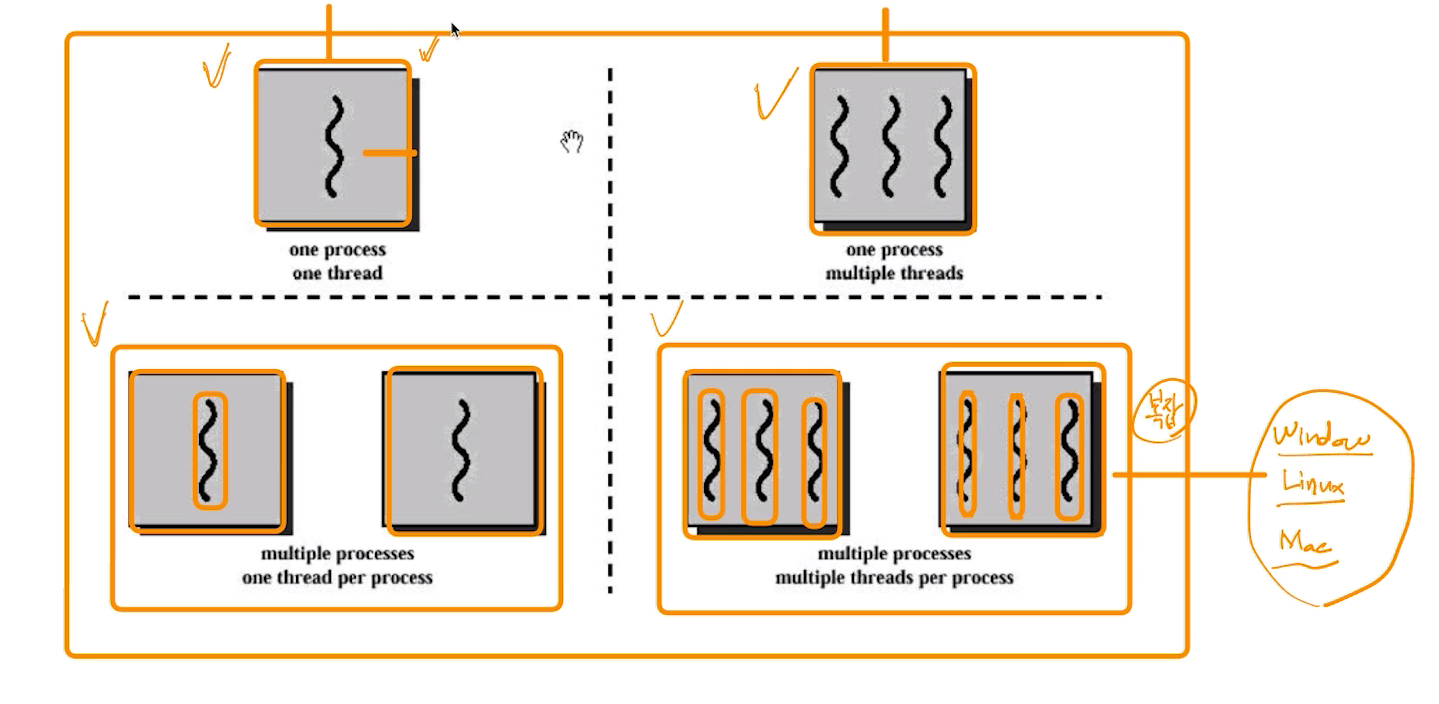 one process
one thread
one process
multiple threads
multiple processes
one thread per process
multiple processes
multiple threads per process
복잡
Window
Linux
Mac